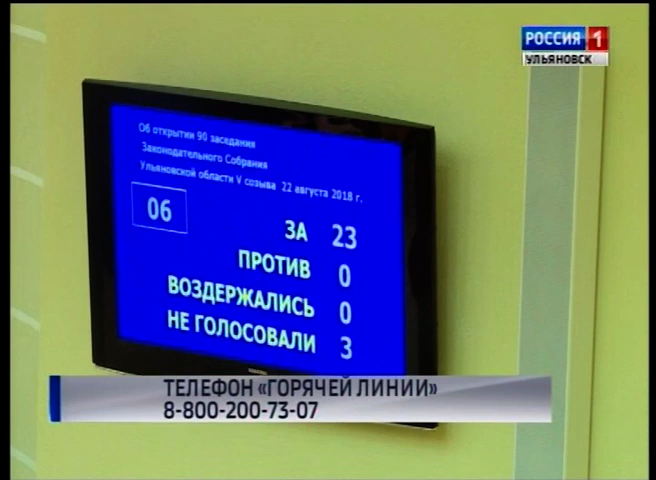 РОССИЯ 1
УЛЬЯНОВСК
Об открытии 90 заседания
Законодательного Собрания
Ульяновской области V созыва 22 августа 2018 г.
06
ЗА 23
ПРОТИВ 0
ВОЗДЕРЖАЛИСЬ 0
НЕ ГОЛОСОВАЛИ 3
ТЕЛЕФОН «ГОРЯЧЕЙ ЛИНИИ»
8-800-200-73-07